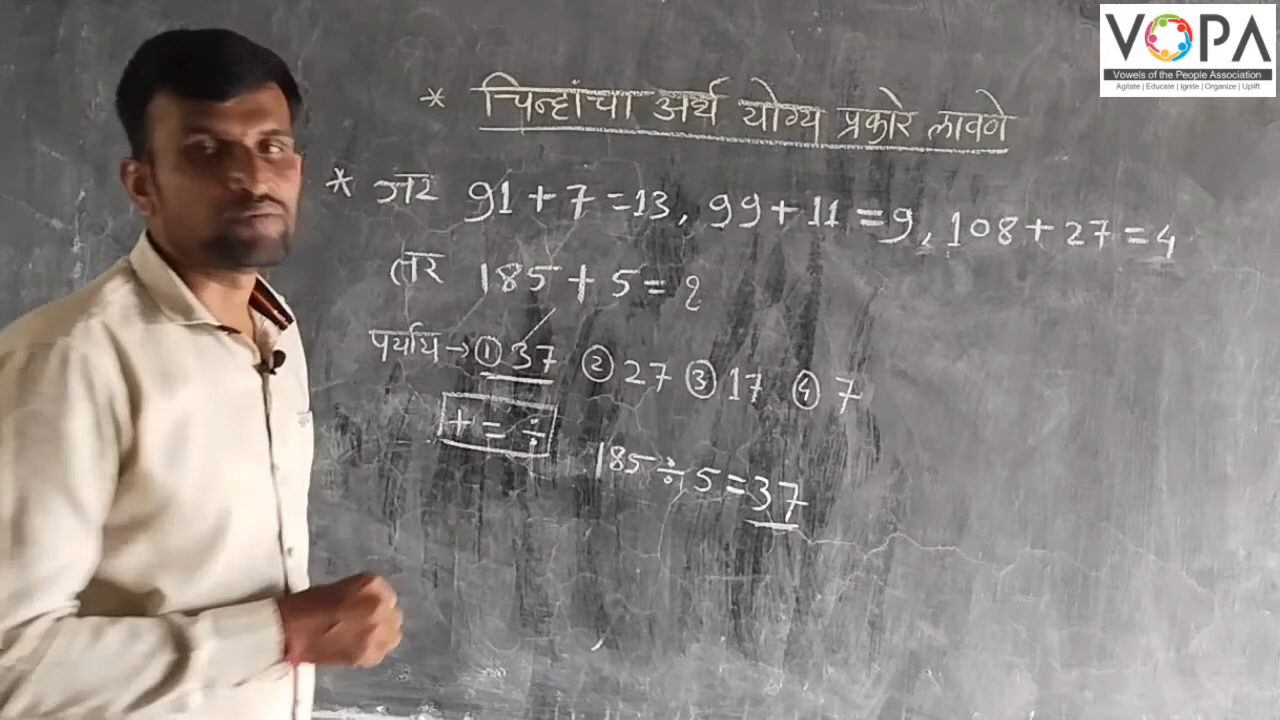 VOPA
Vowels of the People Association
Agitate | Educate | Ignite | Organize | Uplift
* चिन्हांचा अर्थ योग्य प्रकारे लावणे
* जर 91 + 7 = 13, 99 + 11 = 9, 108 + 27 = 4
तर 185 + 5 = ?
पर्याय → ① 37 ② 27 ③ 17 ④ 7
+ = ÷
185 ÷ 5 = 37